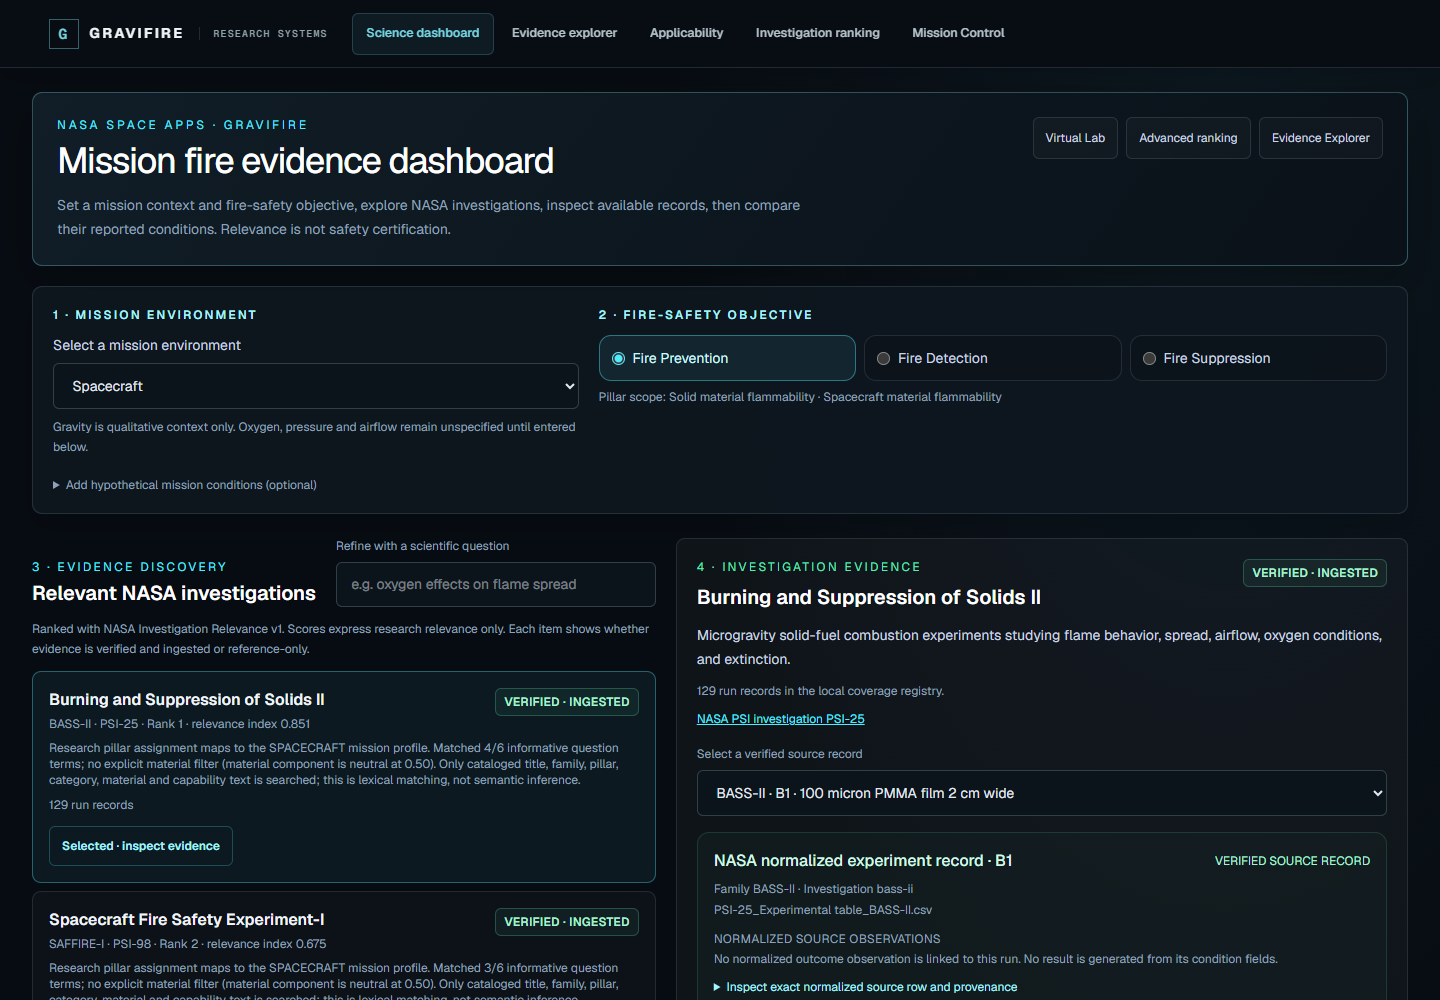 G GRAVIFIRE RESEARCH SYSTEMS Science dashboard Evidence explorer Applicability Investigation ranking Mission Control
NASA SPACE APPS · GRAVIFIRE
Mission fire evidence dashboard
Set a mission context and fire-safety objective, explore NASA investigations, inspect available records, then compare
their reported conditions. Relevance is not safety certification.
Virtual Lab
Advanced ranking
Evidence Explorer
1 · MISSION ENVIRONMENT
Select a mission environment
Spacecraft
Gravity is qualitative context only. Oxygen, pressure and airflow remain unspecified until entered
below.
Add hypothetical mission conditions (optional)
2 · FIRE-SAFETY OBJECTIVE
Fire Prevention
Fire Detection
Fire Suppression
Pillar scope: Solid material flammability · Spacecraft material flammability
3 · EVIDENCE DISCOVERY
Relevant NASA investigations
Refine with a scientific question
e.g. oxygen effects on flame spread
Ranked with NASA Investigation Relevance v1. Scores express research relevance only. Each item shows whether
evidence is verified and ingested or reference-only.
Burning and Suppression of Solids II
VERIFIED · INGESTED
BASS-II · PSI-25 · Rank 1 · relevance index 0.851
Research pillar assignment maps to the SPACECRAFT mission profile. Matched 4/6 informative question
terms; no explicit material filter (material component is neutral at 0.50). Only cataloged title, family, pillar,
category, material and capability text is searched; this is lexical matching, not semantic inference.
129 run records
Selected · inspect evidence
Spacecraft Fire Safety Experiment-I
VERIFIED · INGESTED
SAFFIRE-I · PSI-98 · Rank 2 · relevance index 0.675
Research pillar assignment maps to the SPACECRAFT mission profile. Matched 3/6 informative question
terms; no explicit material filter (material component is neutral at 0.50). Only cataloged title, family, pillar,
category, material and capability text is searched; this is lexical matching, not semantic inference.
4 · INVESTIGATION EVIDENCE
Burning and Suppression of Solids II
VERIFIED · INGESTED
Microgravity solid-fuel combustion experiments studying flame behavior, spread, airflow, oxygen conditions,
and extinction.
129 run records in the local coverage registry.
NASA PSI investigation PSI-25
Select a verified source record
BASS-II · B1 · 100 micron PMMA film 2 cm wide
NASA normalized experiment record · B1
VERIFIED SOURCE RECORD
Family BASS-II · Investigation bass-ii
PSI-25_Experimental table_BASS-II.csv
NORMALIZED SOURCE OBSERVATIONS
No normalized outcome observation is linked to this run. No result is generated from its condition fields.
Inspect exact normalized source row and provenance